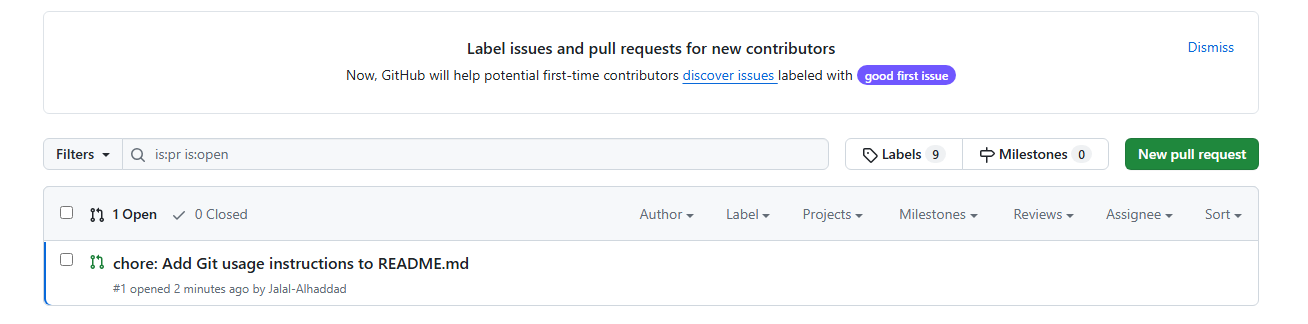 Label issues and pull requests for new contributors
Dismiss
Now, GitHub will help potential first-time contributors discover issues labeled with good first issue
Filters
is:pr is:open
Labels 9
Milestones 0
New pull request
1 Open
0 Closed
Author
Label
Projects
Milestones
Reviews
Assignee
Sort
chore: Add Git usage instructions to README.md
#1 opened 2 minutes ago by Jalal-Alhaddad